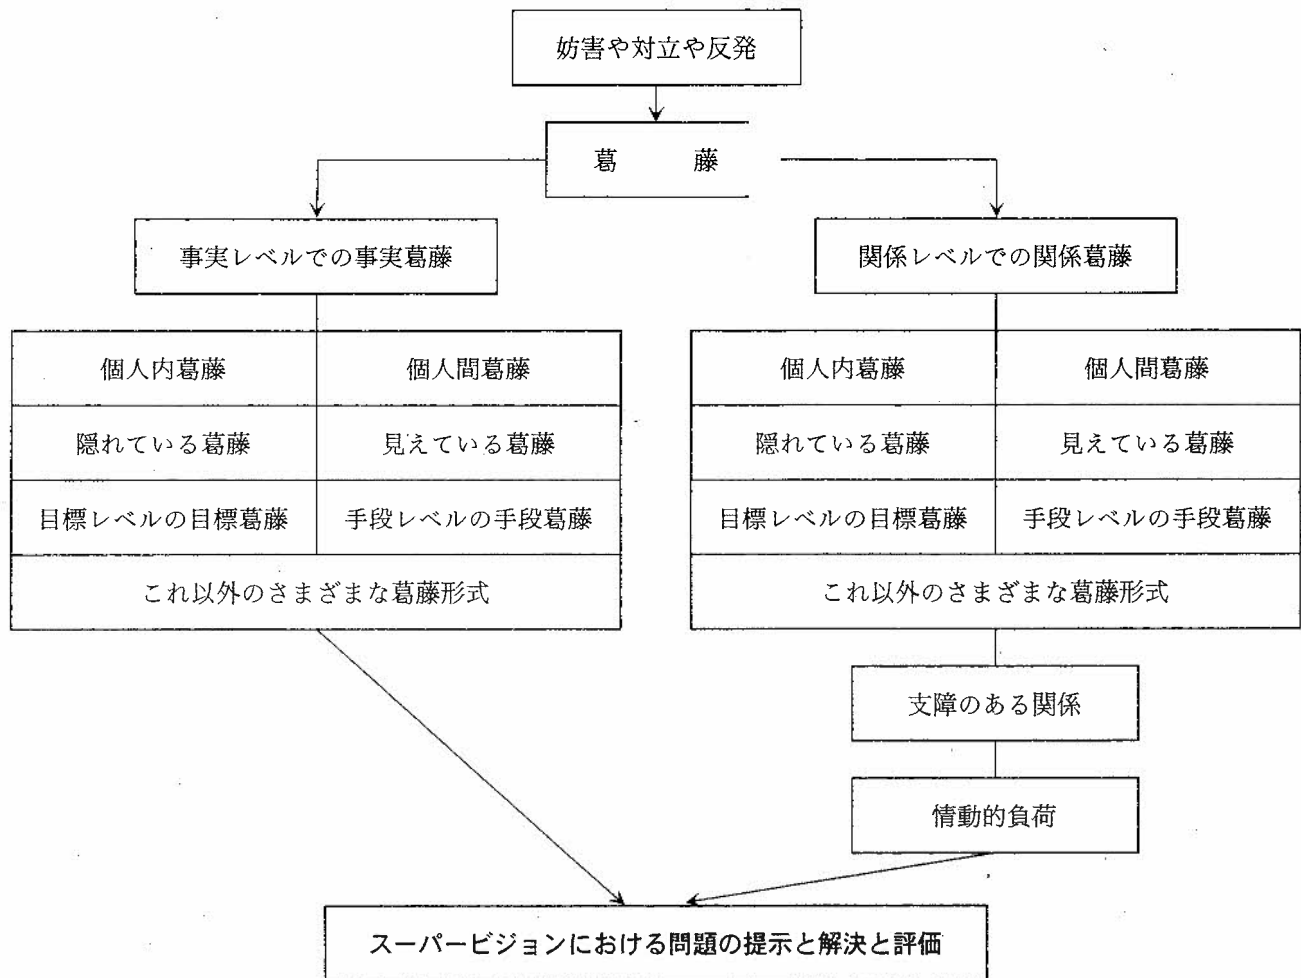 妨害や対立や反発
葛　　　藤
事実レベルでの事実葛藤
関係レベルでの関係葛藤
個人内葛藤
個人間葛藤
個人内葛藤
個人間葛藤
隠れている葛藤
見えている葛藤
隠れている葛藤
見えている葛藤
目標レベルの目標葛藤
手段レベルの手段葛藤
目標レベルの目標葛藤
手段レベルの手段葛藤
これ以外のさまざまな葛藤形式
これ以外のさまざまな葛藤形式
支障のある関係
情動的負荷
スーパービジョンにおける問題の提示と解決と評価